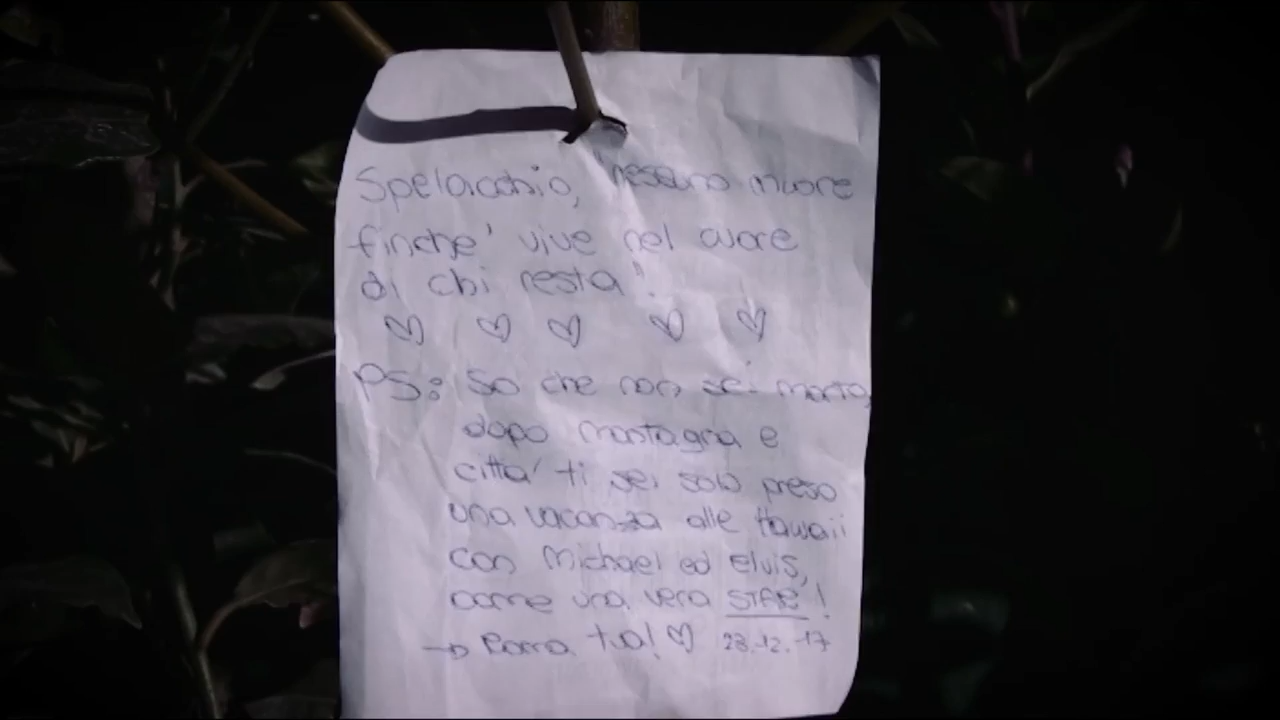 Spelacchio, nessuno muore
finche' vive nel cuore
di chi resta!
♡ ♡ ♡ ♡ ♡
PS: So che non sei morto,
dopo montagna e
citta' ti sei solo preso
una vacanza alle Hawaii
con Michael ed Elvis,
come una vera STAR!
→ Roma tua! ♡ 23-12-17